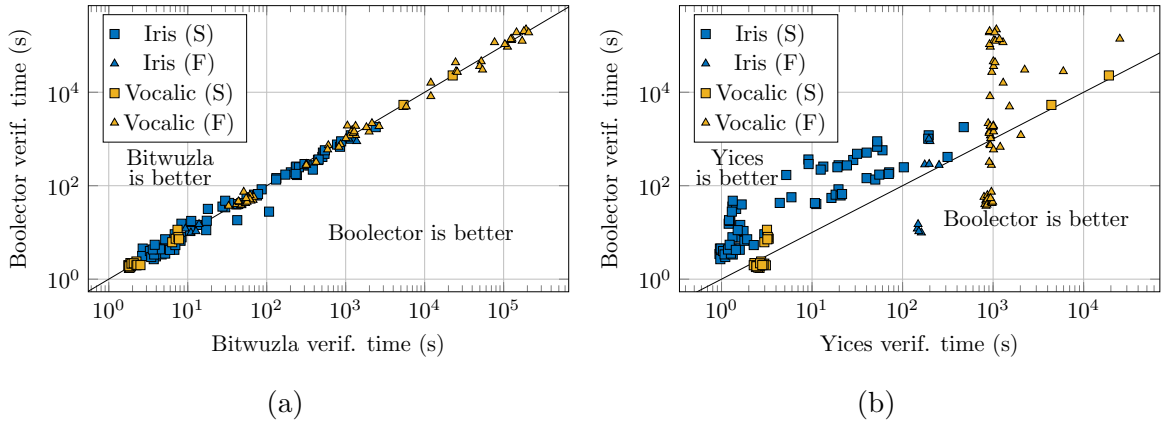 Iris (S)
Iris (F)
Vocalic (S)
Vocalic (F)
Bitwuzla
is better
Boolector is better
10^0
10^2
10^4
10^0
10^1
10^2
10^3
10^4
10^5
Boolector verif. time (s)
Bitwuzla verif. time (s)
(a)
Iris (S)
Iris (F)
Vocalic (S)
Vocalic (F)
Yices
is better
Boolector is better
10^4
10^2
10^0
10^0
10^1
10^2
10^3
10^4
Boolector verif. time (s)
Yices verif. time (s)
(b)